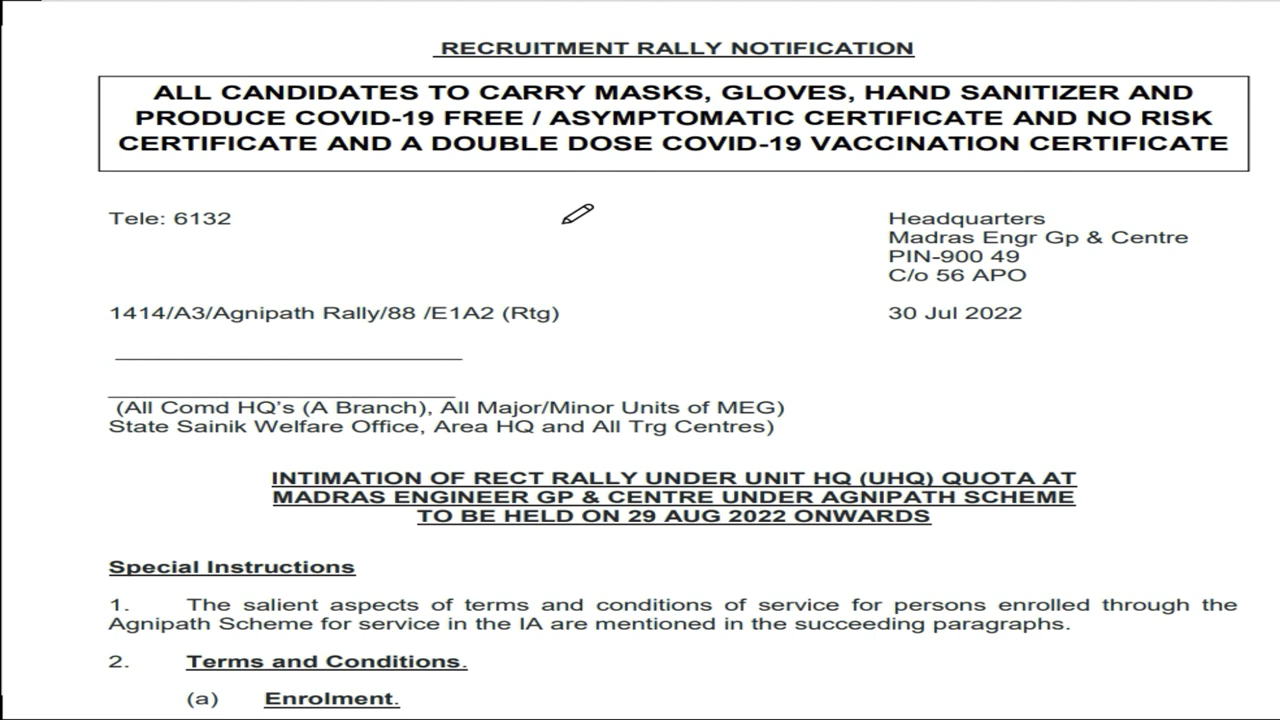 RECRUITMENT RALLY NOTIFICATION
ALL CANDIDATES TO CARRY MASKS, GLOVES, HAND SANITIZER AND
PRODUCE COVID-19 FREE / ASYMPTOMATIC CERTIFICATE AND NO RISK
CERTIFICATE AND A DOUBLE DOSE COVID-19 VACCINATION CERTIFICATE
Tele: 6132
Headquarters
Madras Engr Gp & Centre
PIN-900 49
C/o 56 APO
1414/A3/Agnipath Rally/88 /E1A2 (Rtg)
30 Jul 2022
(All Comd HQ's (A Branch), All Major/Minor Units of MEG)
State Sainik Welfare Office, Area HQ and All Trg Centres)
INTIMATION OF RECT RALLY UNDER UNIT HQ (UHQ) QUOTA AT
MADRAS ENGINEER GP & CENTRE UNDER AGNIPATH SCHEME
TO BE HELD ON 29 AUG 2022 ONWARDS
Special Instructions
1. The salient aspects of terms and conditions of service for persons enrolled through the
Agnipath Scheme for service in the IA are mentioned in the succeeding paragraphs.
2. Terms and Conditions.
(a) Enrolment.